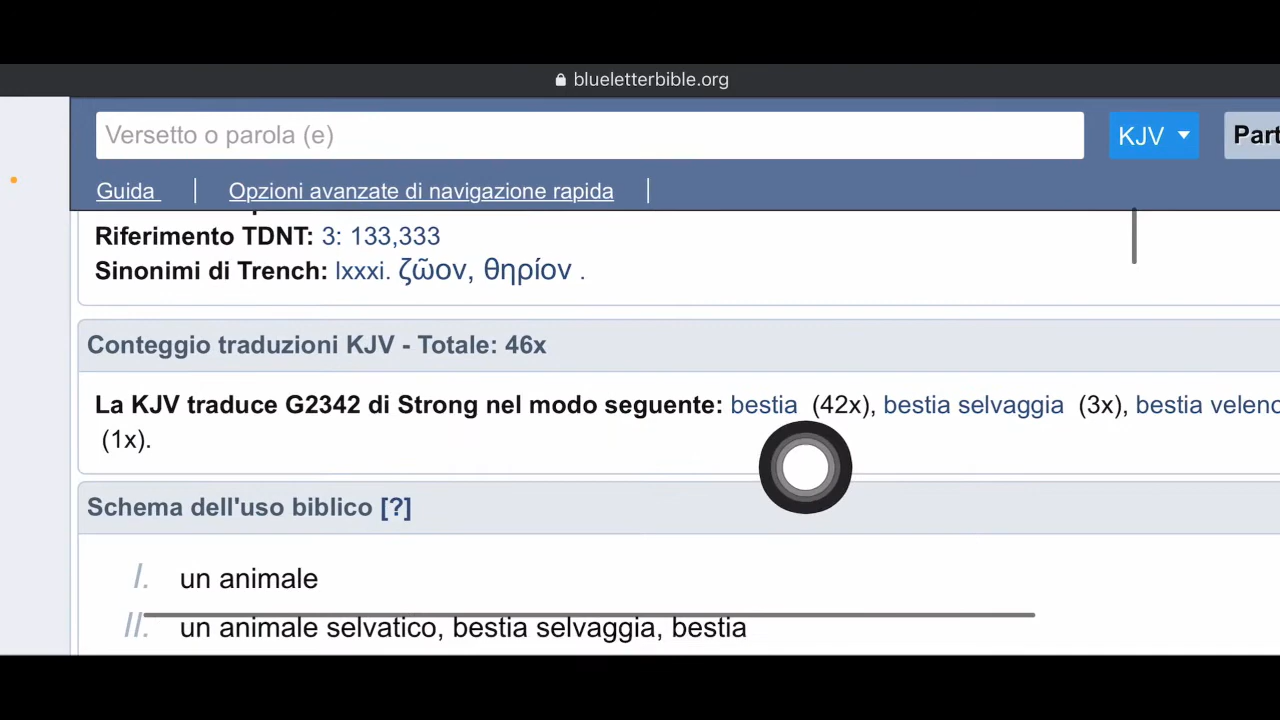 blueletterbible.org
Versetto o parola (e)
KJV
Part
Guida | Opzioni avanzate di navigazione rapida |
Riferimento TDNT: 3: 133,333
Sinonimi di Trench: lxxxi. ζῶον, θηρίον .
Conteggio traduzioni KJV - Totale: 46x
La KJV traduce G2342 di Strong nel modo seguente: bestia (42x), bestia selvaggia (3x), bestia veleno
(1x).
Schema dell'uso biblico [?]
I. un animale
II. un animale selvatico, bestia selvaggia, bestia